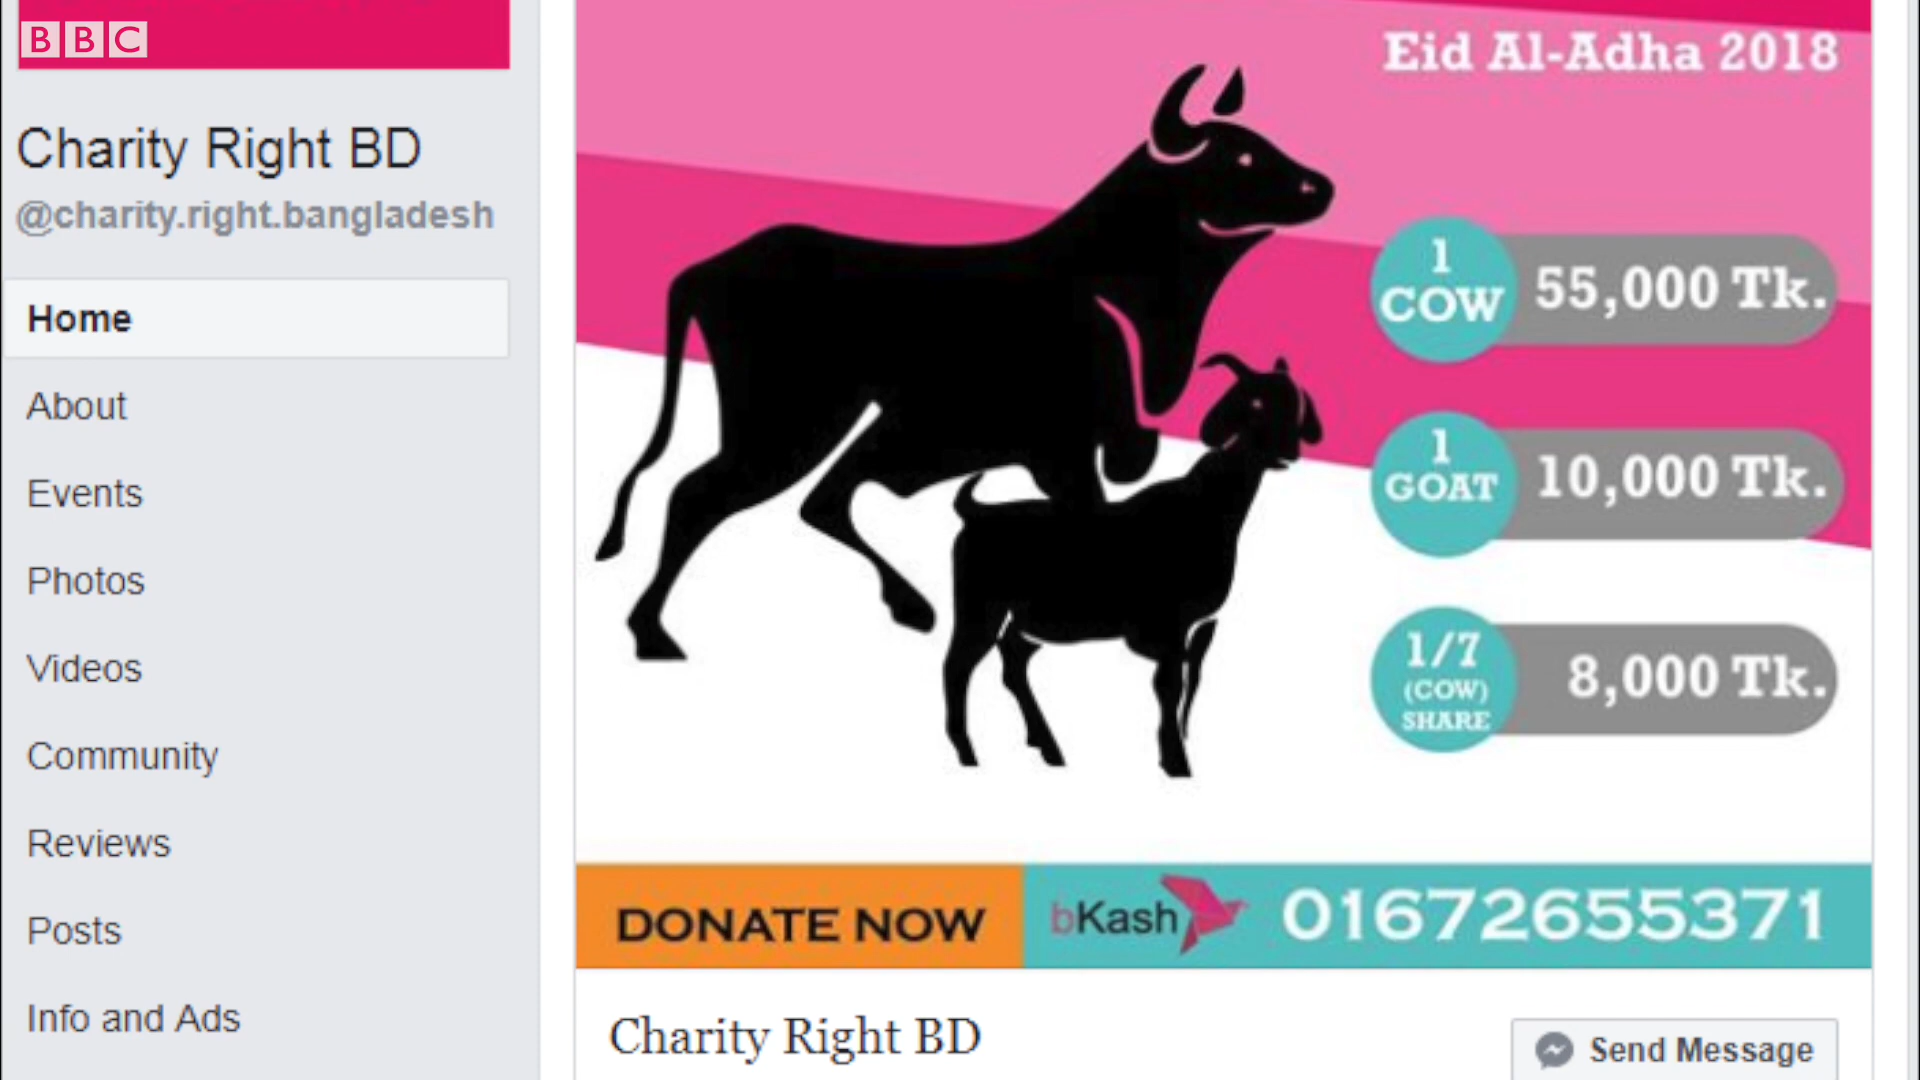 BBC
Charity Right BD
@charity.right.bangladesh
Home
About
Events
Photos
Videos
Community
Reviews
Posts
Info and Ads
Eid Al-Adha 2018
1
COW
55,000 Tk.
1
GOAT
10,000 Tk.
1/7
(COW)
SHARE
8,000 Tk.
DONATE NOW
bKash
01672655371
Charity Right BD
Send Message